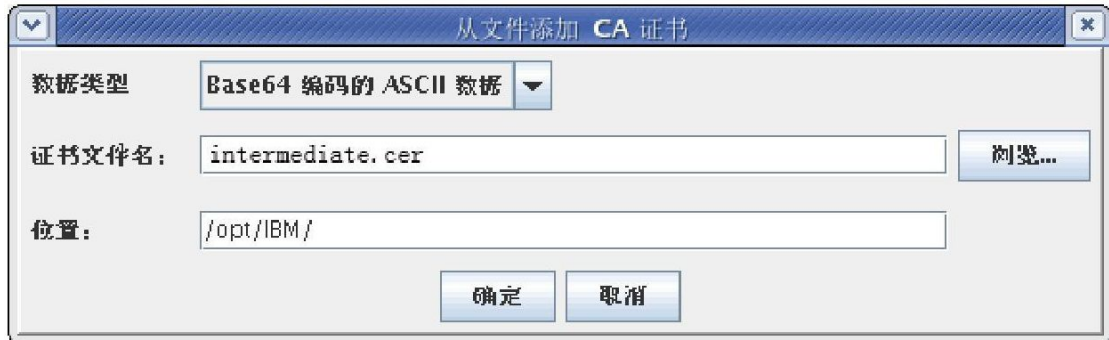 从文件添加 CA 证书
数据类型 Base64 编码的 ASCII 数据
证书文件名： intermediate.cer 浏览...
位置： /opt/IBM/
确定 取消